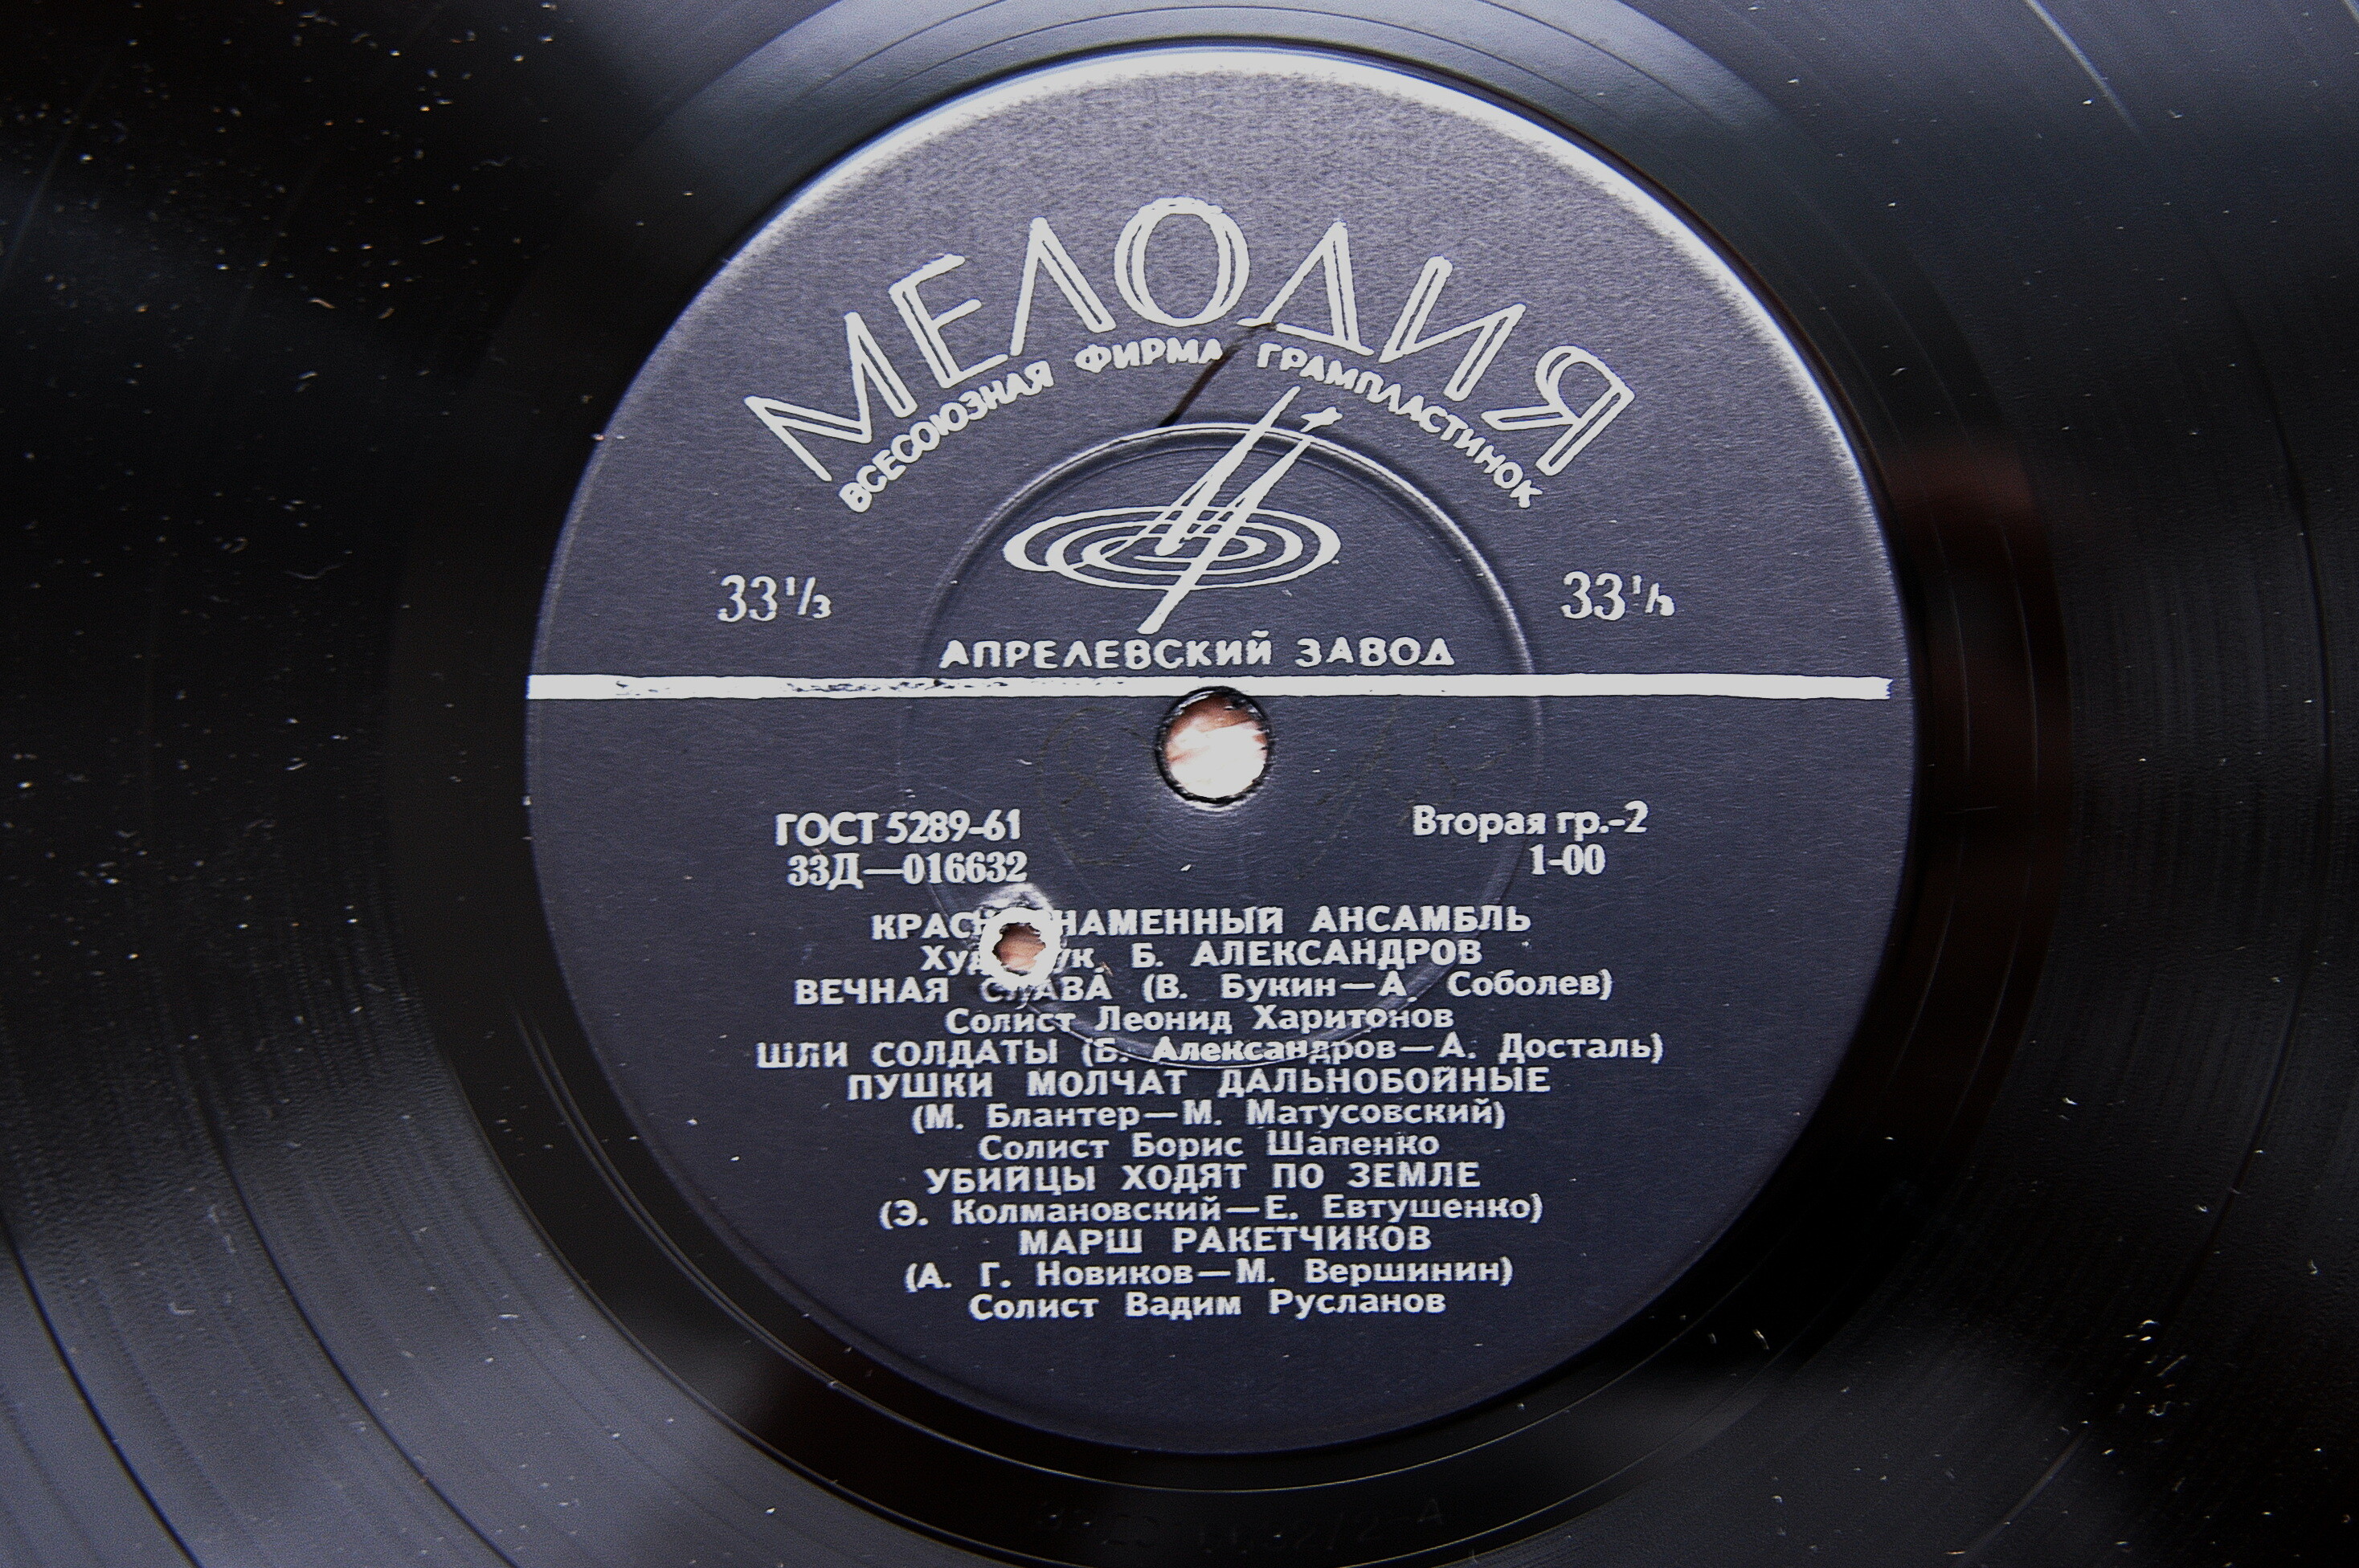 МЕЛОДИЯ
ВСЕСОЮЗНАЯ ФИРМА ГРАМПЛАСТИНОК
33⅓ 33⅓
АПРЕЛЕВСКИЙ ЗАВОД
ГОСТ 5289-61 Вторая гр.-2
33Д—016632 1-00
АНСАМБЛЬ
Б. АЛЕКСАНДРОВ
ВЕЧНАЯ СЛАВА (В. Букин—А. Соболев)
Солист Леонид Харитонов
ШЛИ СОЛДАТЫ (Б. Александров—А. Досталь)
ПУШКИ МОЛЧАТ ДАЛЬНОБОЙНЫЕ
(М. Блантер—М. Матусовский)
Солист Борис Шапенко
УБИЙЦЫ ХОДЯТ ПО ЗЕМЛЕ
(Э. Колмановский—Е. Евтушенко)
МАРШ РАКЕТЧИКОВ
(А. Г. Новиков—М. Вершинин)
Солист Вадим Русланов